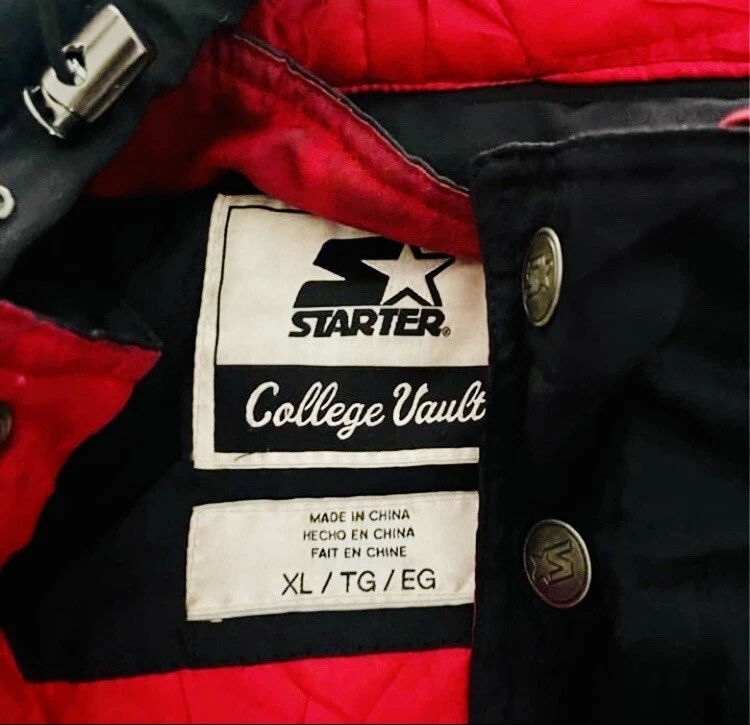 STARTER®
College Vault
MADE IN CHINA
HECHO EN CHINA
FAIT EN CHINE
XL / TG / EG